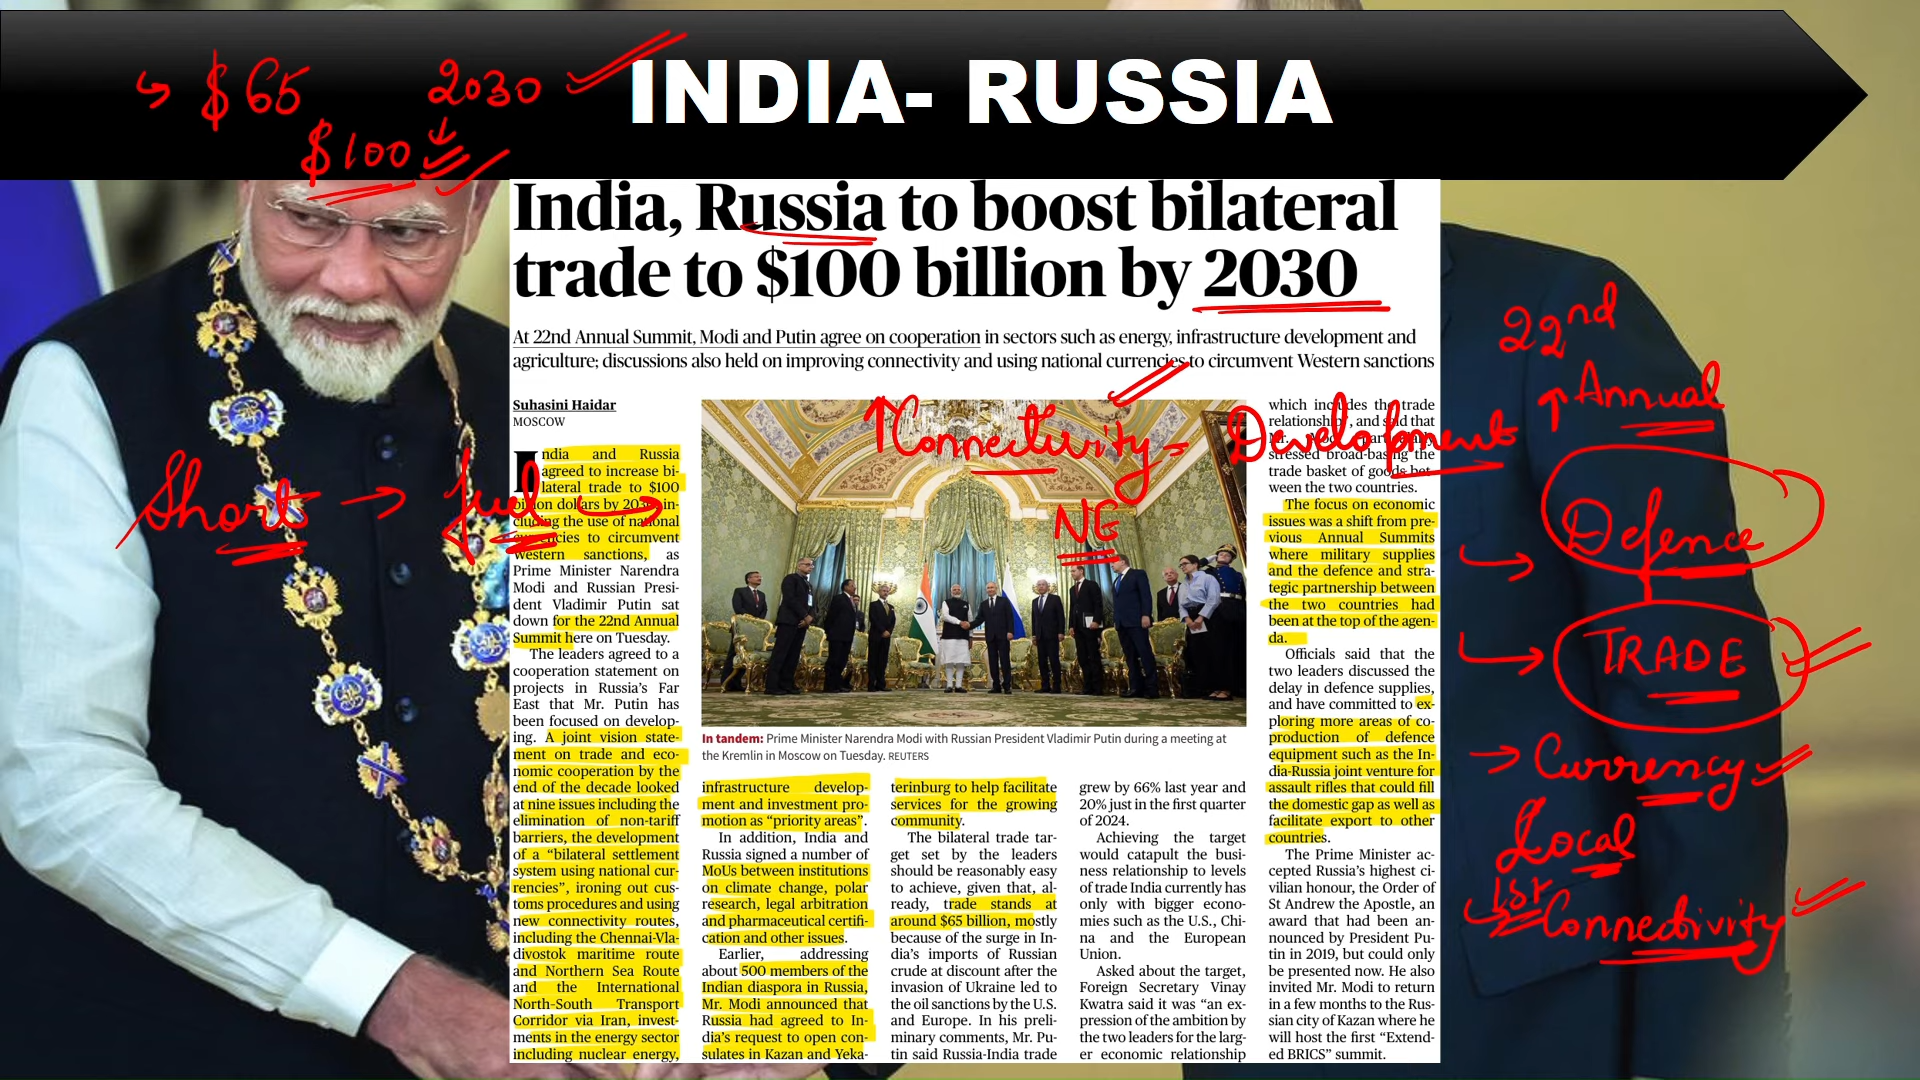 INDIA- RUSSIA
$65
2030
$100
India, Russia to boost bilateral
trade to $100 billion by 2030
At 22nd Annual Summit, Modi and Putin agree on cooperation in sectors such as energy, infrastructure development and
agriculture; discussions also held on improving connectivity and using national currencies to circumvent Western sanctions
Suhasini Haidar
MOSCOW
India and Russia
agreed to increase bi-
lateral trade to $100
billion dollars by 2030, in-
cluding the use of national
currencies to circumvent
Western sanctions, as
Prime Minister Narendra
Modi and Russian Presi-
dent Vladimir Putin sat
down for the 22nd Annual
Summit here on Tuesday.
The leaders agreed to a
cooperation statement on
projects in Russia's Far
East that Mr. Putin has
been focused on develop-
ing. A joint vision state-
ment on trade and eco-
nomic cooperation by the
end of the decade looked
at nine issues including the
elimination of non-tariff
barriers, the development
of a “bilateral settlement
system using national cur-
rencies”, ironing out cus-
toms procedures and using
new connectivity routes,
including the Chennai-Vla-
divostok maritime route
and Northern Sea Route
and the International
North-South Transport
Corridor via Iran, invest-
ments in the energy sector
including nuclear energy,
In tandem: Prime Minister Narendra Modi with Russian President Vladimir Putin during a meeting at
the Kremlin in Moscow on Tuesday. REUTERS
infrastructure develop-
ment and investment pro-
motion as “priority areas”.
In addition, India and
Russia signed a number of
MoUs between institutions
on climate change, polar
research, legal arbitration
and pharmaceutical certifi-
cation and other issues.
Earlier, addressing
about 500 members of the
Indian diaspora in Russia,
Mr. Modi announced that
Russia had agreed to In-
dia's request to open con-
sulates in Kazan and Yeka-
terinburg to help facilitate
services for the growing
community.
The bilateral trade tar-
get set by the leaders
should be reasonably easy
to achieve, given that, al-
ready, trade stands at
around $65 billion, mostly
because of the surge in In-
dia's imports of Russian
crude at discount after the
invasion of Ukraine led to
the oil sanctions by the U.S.
and Europe. In his preli-
minary comments, Mr. Pu-
tin said Russia-India trade
grew by 66% last year and
20% just in the first quarter
of 2024.
Achieving the target
would catapult the busi-
ness relationship to levels
of trade India currently has
only with bigger econo-
mies such as the U.S., Chi-
na and the European
Union.
Asked about the target,
Foreign Secretary Vinay
Kwatra said it was “an ex-
pression of the ambition by
the two leaders for the larg-
er economic relationship
which includes the trade
relationship, and said that
stressed broad-basing the
trade basket of goods bet-
ween the two countries.
The focus on economic
issues was a shift from pre-
vious Annual Summits
where military supplies
and the defence and stra-
tegic partnership between
the two countries had
been at the top of the agen-
da.
Officials said that the
two leaders discussed the
delay in defence supplies,
and have committed to ex-
ploring more areas of co-
production of defence
equipment such as the In-
dia-Russia joint venture for
assault rifles that could fill
the domestic gap as well as
facilitate export to other
countries.
The Prime Minister ac-
cepted Russia's highest ci-
vilian honour, the Order of
St Andrew the Apostle, an
award that had been an-
nounced by President Pu-
tin in 2019, but could only
be presented now. He also
invited Mr. Modi to return
in a few months to the Rus-
sian city of Kazan where he
will host the first “Extend-
ed BRICS” summit.
Short → fuel →
Connectivity = Development
NE
22nd
Annual
Defence
TRADE
Currency
Local
1st
Connectivity